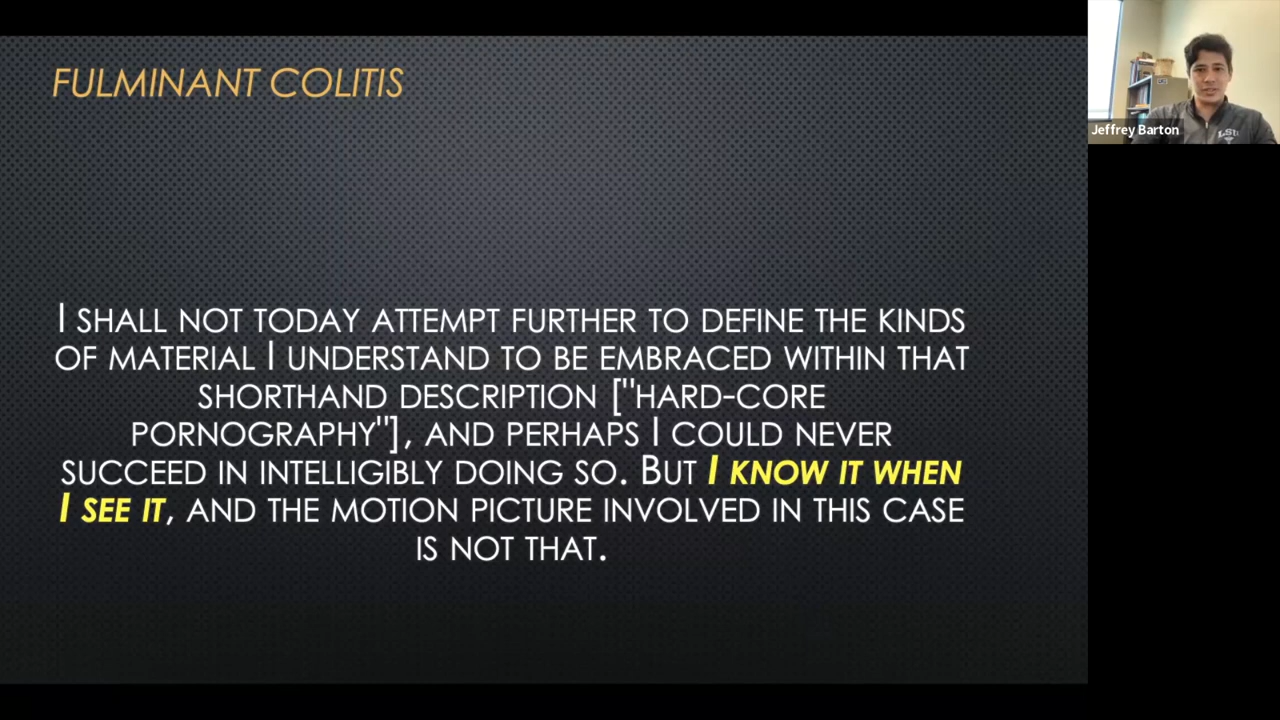 FULMINANT COLITIS
I SHALL NOT TODAY ATTEMPT FURTHER TO DEFINE THE KINDS
OF MATERIAL I UNDERSTAND TO BE EMBRACED WITHIN THAT
SHORTHAND DESCRIPTION ["HARD-CORE
PORNOGRAPHY"], AND PERHAPS I COULD NEVER
SUCCEED IN INTELLIGIBLY DOING SO. BUT I KNOW IT WHEN
I SEE IT, AND THE MOTION PICTURE INVOLVED IN THIS CASE
IS NOT THAT.
Jeffrey Barton
LSU